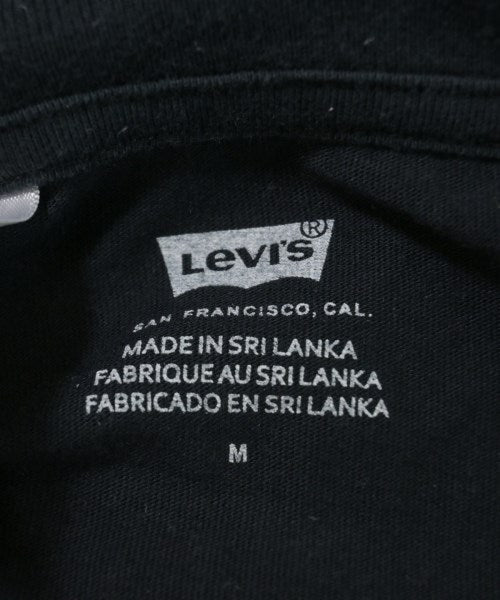 Levi's®
SAN FRANCISCO, CAL.
MADE IN SRI LANKA
FABRIQUE AU SRI LANKA
FABRICADO EN SRI LANKA
M